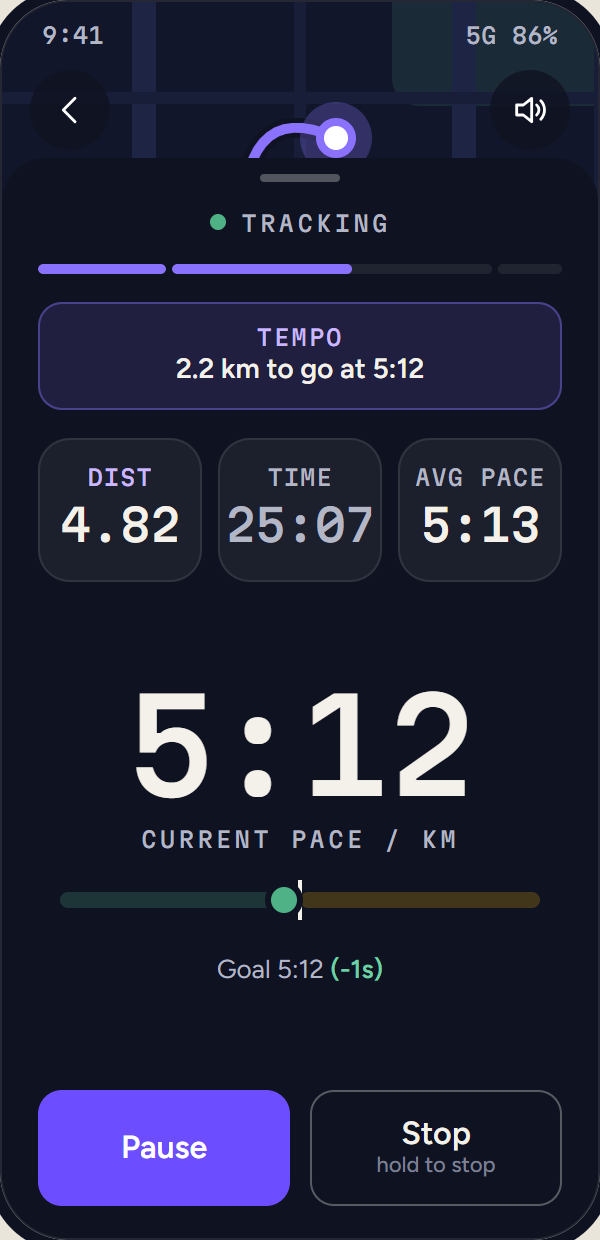 9:41
5G 86%
TRACKING
TEMPO
2.2 km to go at 5:12
DIST
4.82
TIME
25:07
AVG PACE
5:13
5:12
CURRENT PACE / KM
Goal 5:12 (-1s)
Pause
Stop
hold to stop